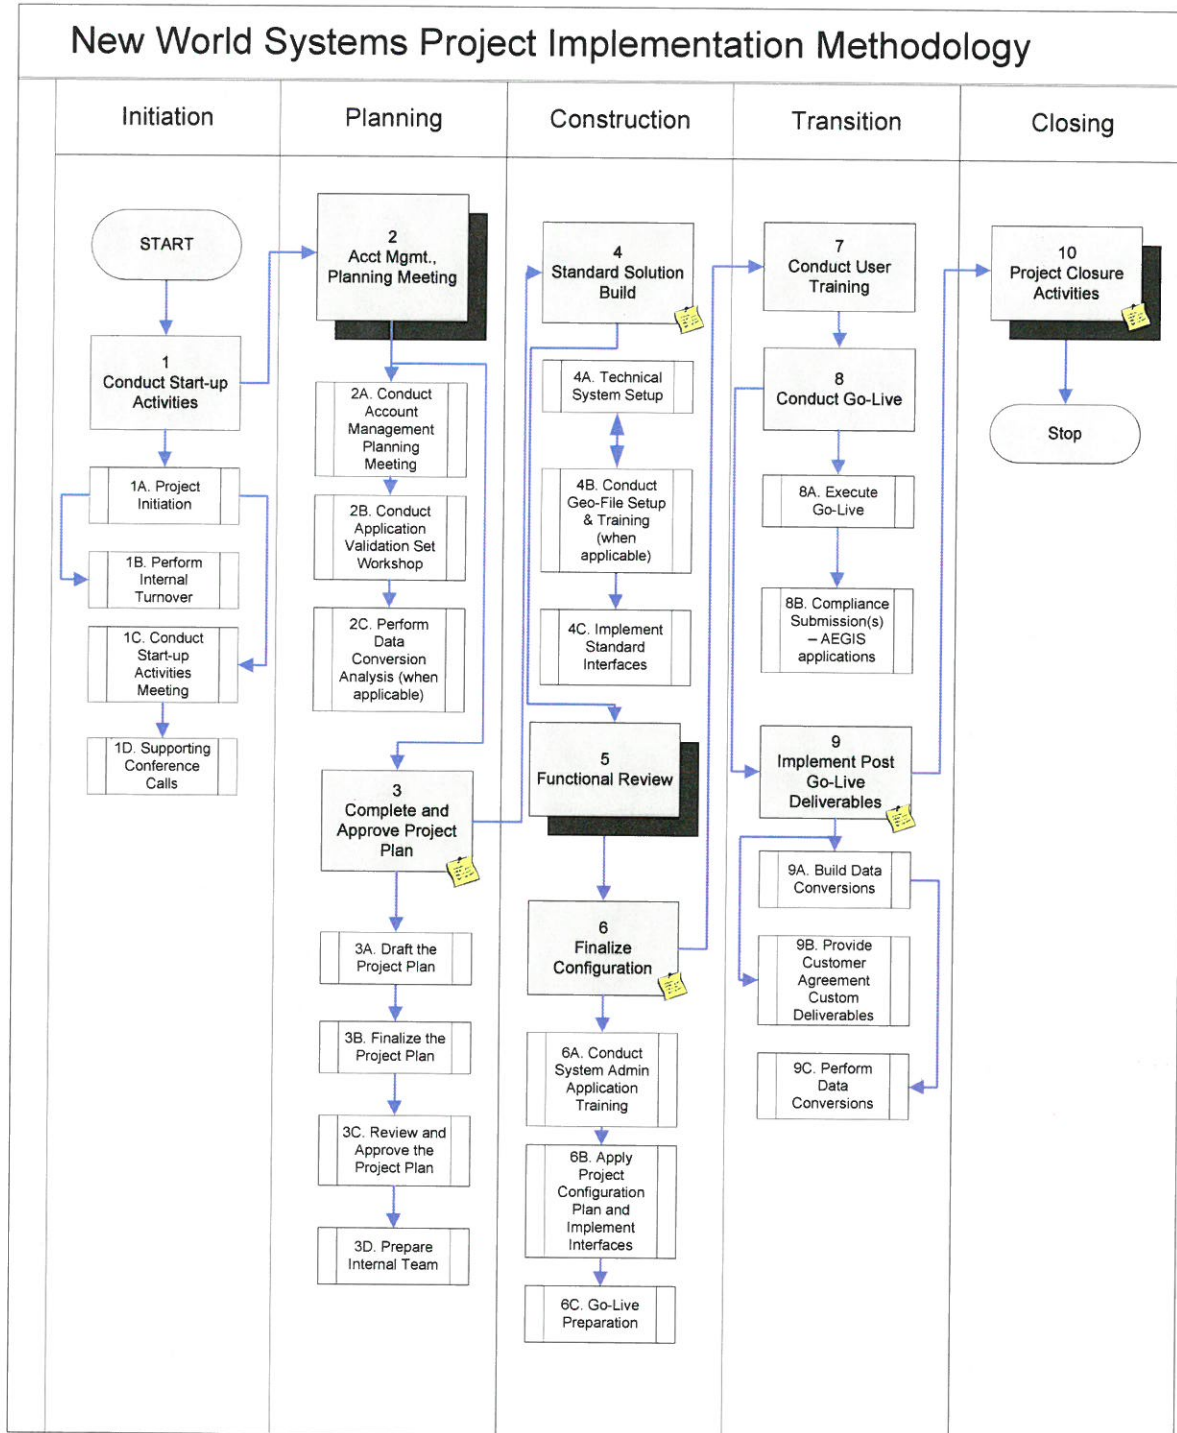 New World Systems Project Implementation Methodology
Initiation
Planning
Construction
Transition
Closing
START
1
Conduct Start-up
Activities
1A. Project
Initiation
1B. Perform
Internal
Turnover
1C. Conduct
Start-up
Activities
Meeting
1D. Supporting
Conference
Calls
2
Acct Mgmt.,
Planning Meeting
2A. Conduct
Account
Management
Planning
Meeting
2B. Conduct
Application
Validation Set
Workshop
2C. Perform
Data
Conversion
Analysis (when
applicable)
3
Complete and
Approve Project
Plan
3A. Draft the
Project Plan
3B. Finalize the
Project Plan
3C. Review and
Approve the
Project Plan
3D. Prepare
Internal Team
4
Standard Solution
Build
4A. Technical
System Setup
4B. Conduct
Geo-File Setup
& Training
(when
applicable)
4C. Implement
Standard
Interfaces
5
Functional Review
6
Finalize
Configuration
6A. Conduct
System Admin
Application
Training
6B. Apply
Project
Configuration
Plan and
Implement
Interfaces
6C. Go-Live
Preparation
7
Conduct User
Training
8
Conduct Go-Live
8A. Execute
Go-Live
8B. Compliance
Submission(s)
– AEGIS
applications
9
Implement Post
Go-Live
Deliverables
9A. Build Data
Conversions
9B. Provide
Customer
Agreement
Custom
Deliverables
9C. Perform
Data
Conversions
10
Project Closure
Activities
Stop